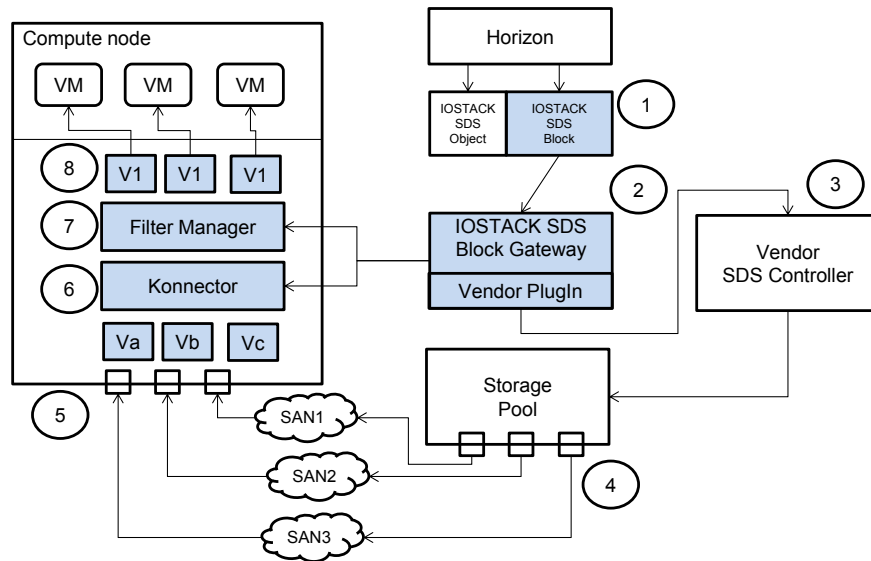 Compute node
VM
VM
VM
8
V1
V1
V1
7
Filter Manager
6
Konnector
Va
Vb
Vc
5
Horizon
IOSTACK
SDS
Object
IOSTACK
SDS
Block
1
2
IOSTACK SDS
Block Gateway
Vendor PlugIn
3
Vendor
SDS Controller
Storage
Pool
4
SAN1
SAN2
SAN3